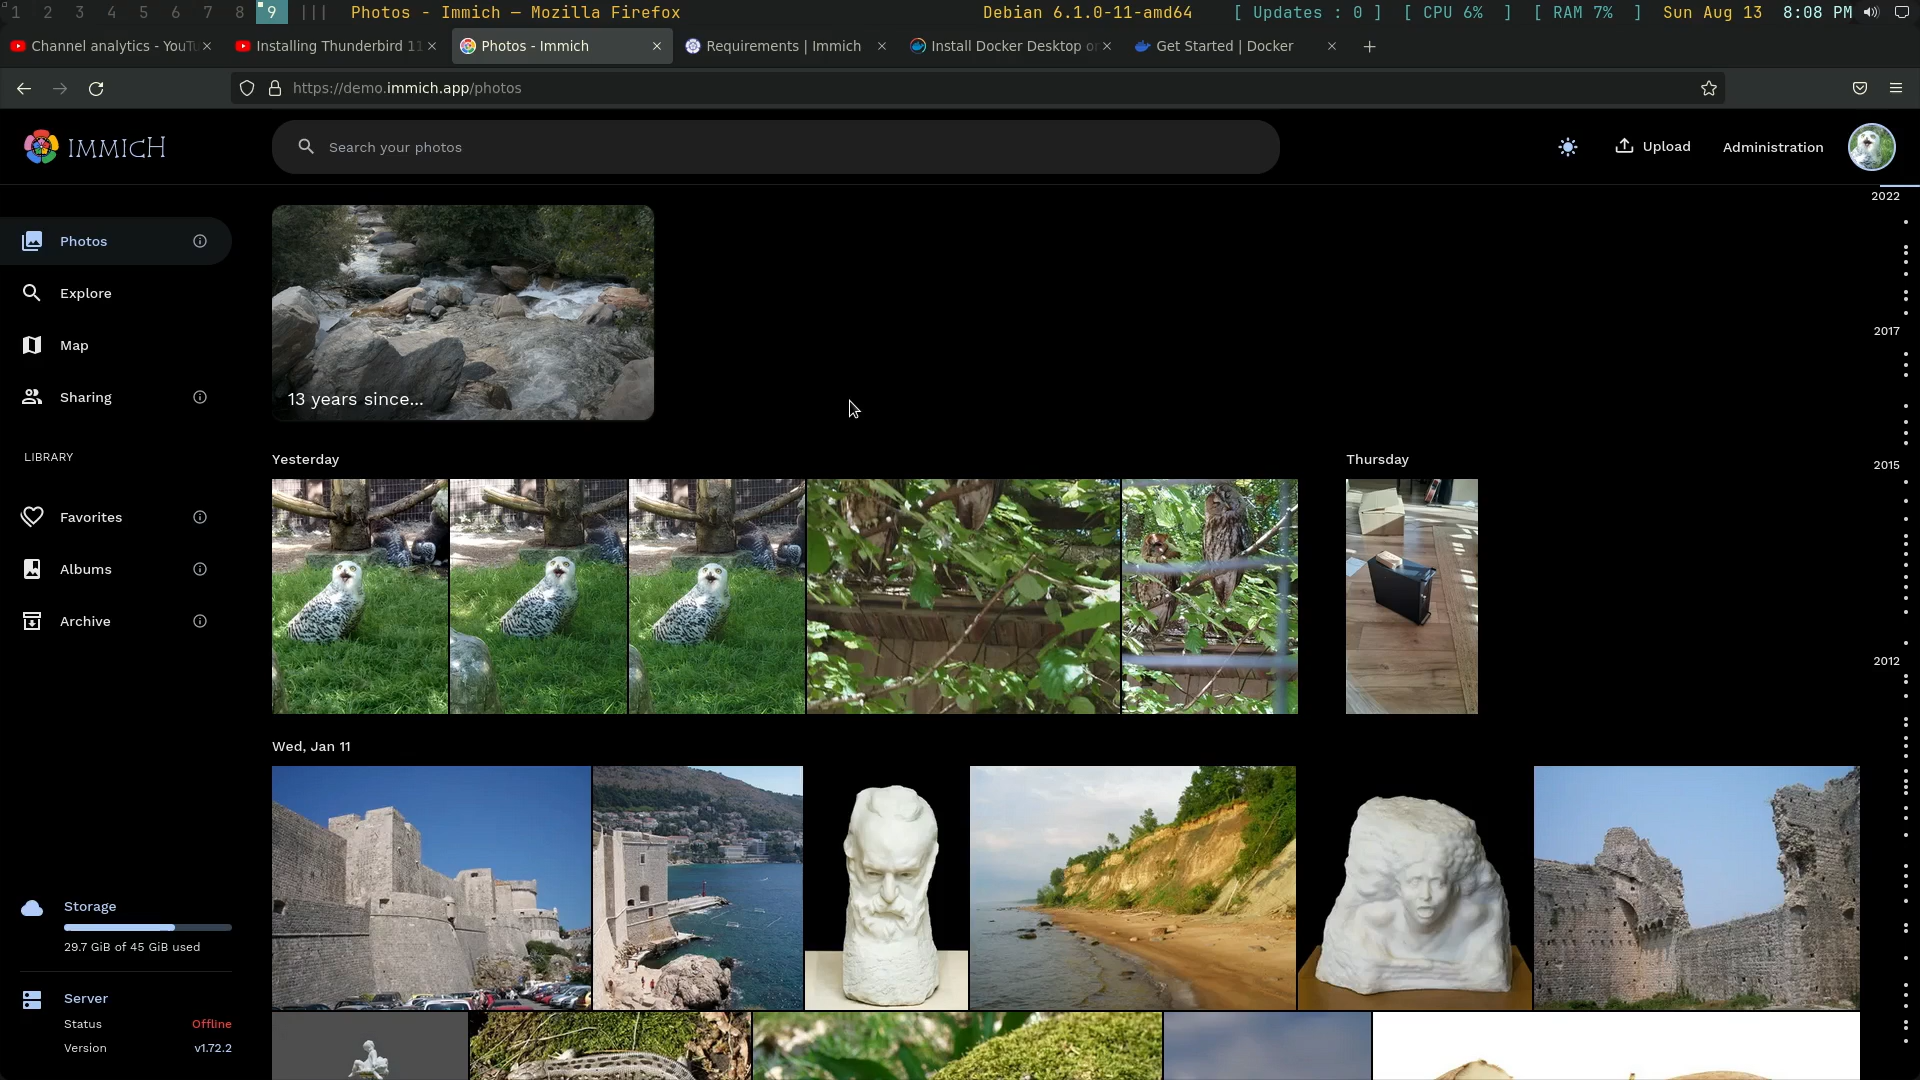 1 2 3 4 5 6 7 8 9 ||| Photos - Immich — Mozilla Firefox Debian 6.1.0-11-amd64 [ Updates : 0 ] [ CPU 6% ] [ RAM 7% ] Sun Aug 13 8:08 PM
Channel analytics - YouTu Installing Thunderbird 11 Photos - Immich Requirements | Immich Install Docker Desktop o Get Started | Docker
https://demo.immich.app/photos
IMMICH
Search your photos
Upload
Administration
2022
Photos
Explore
Map
Sharing
LIBRARY
Favorites
Albums
Archive
13 years since...
2017
Yesterday
Thursday
2015
2012
Wed, Jan 11
Storage
29.7 GiB of 45 GiB used
Server
Status Offline
Version v1.72.2